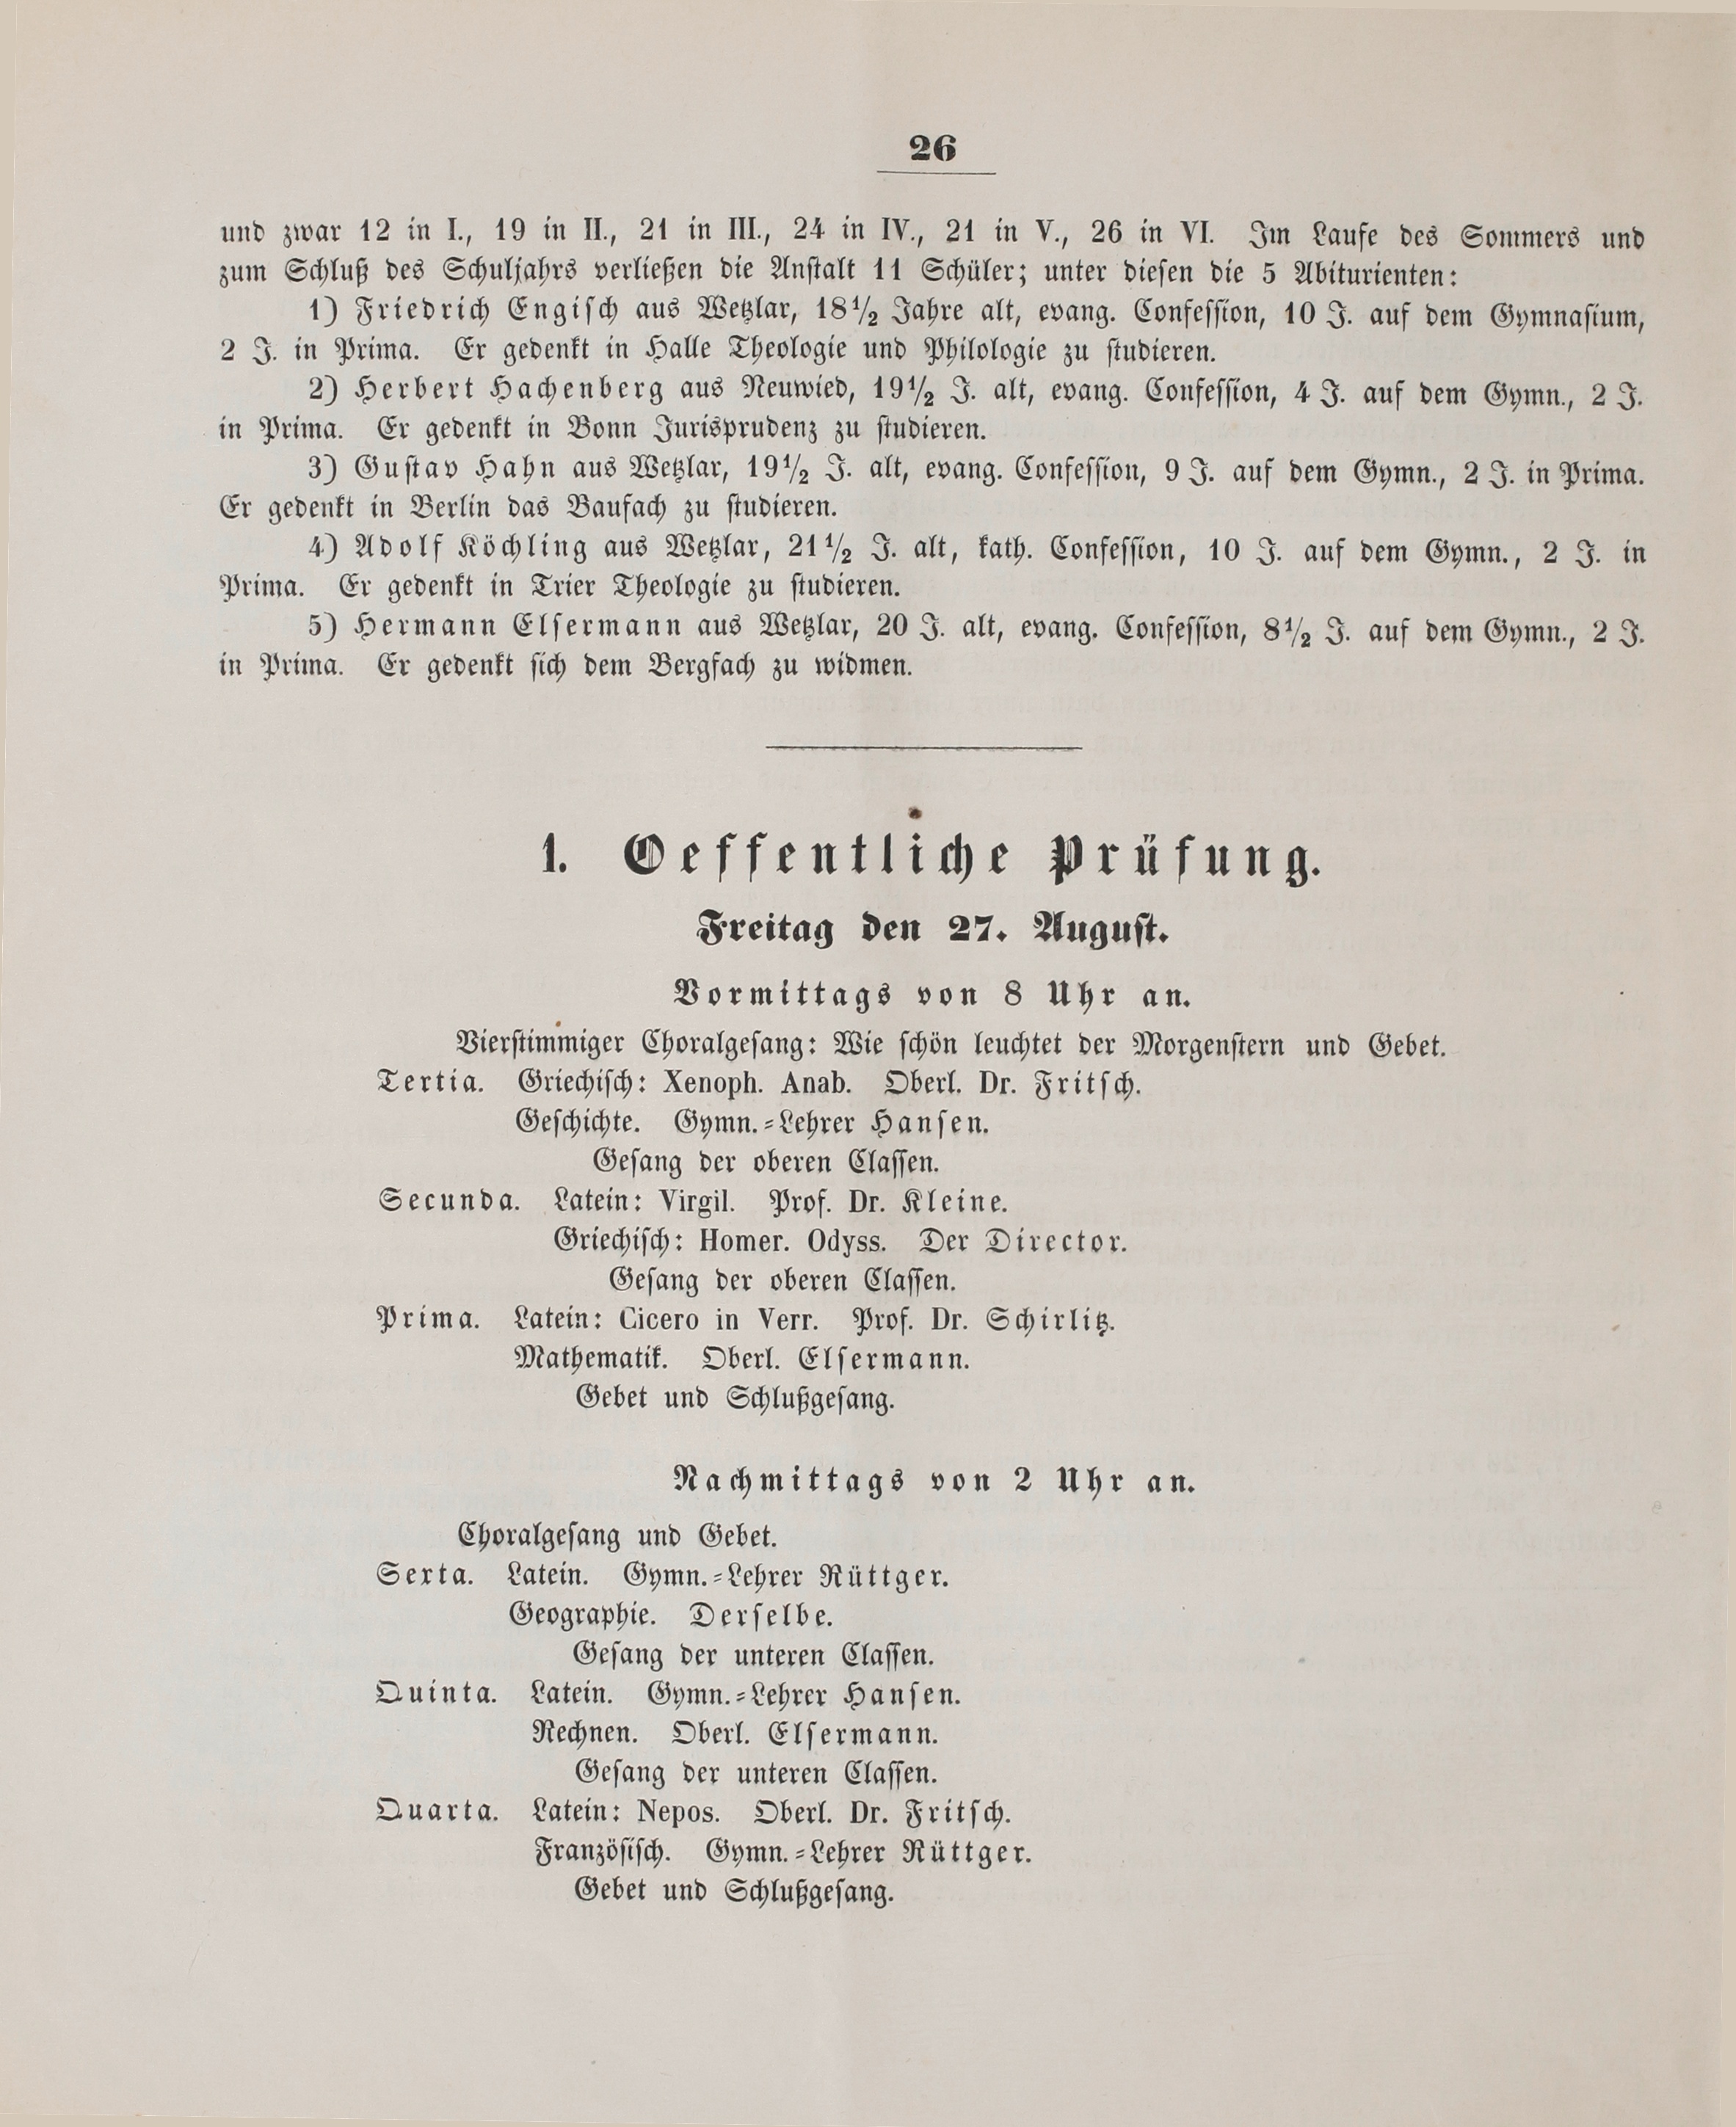 26
und zwar 12 in I., 19 in II., 21 in III., 24 in IV., 21 in V., 26 in VI. Im Laufe des Sommers und
zum Schluß des Schuljahrs verließen die Anstalt 11 Schüler; unter diesen die 5 Abiturienten:
1) Friedrich Engisch aus Wetzlar, 18½ Jahre alt, evang. Confession, 10 J. auf dem Gymnasium,
2 J. in Prima. Er gedenkt in Halle Theologie und Philologie zu studieren.
2) Herbert Hachenberg aus Neuwied, 19½ J. alt, evang. Confession, 4 J. auf dem Gymn., 2 J.
in Prima. Er gedenkt in Bonn Jurisprudenz zu studieren.
3) Gustav Hahn aus Wetzlar, 19½ J. alt, evang. Confession, 9 J. auf dem Gymn., 2 J. in Prima.
Er gedenkt in Berlin das Baufach zu studieren.
4) Adolf Köchling aus Wetzlar, 21½ J. alt, kath. Confession, 10 J. auf dem Gymn., 2 J. in
Prima. Er gedenkt in Trier Theologie zu studieren.
5) Hermann Elsermann aus Wetzlar, 20 J. alt, evang. Confession, 8½ J. auf dem Gymn., 2 J.
in Prima. Er gedenkt sich dem Bergfach zu widmen.
1. Oeffentliche Prüfung.
Freitag den 27. August.
Vormittags von 8 Uhr an.
Vierstimmiger Choralgesang: Wie schön leuchtet der Morgenstern und Gebet.
Tertia. Griechisch: Xenoph. Anab. Oberl. Dr. Fritsch.
Geschichte. Gymn.-Lehrer Hansen.
Gesang der oberen Classen.
Secunda. Latein: Virgil. Prof. Dr. Kleine.
Griechisch: Homer. Odyss. Der Director.
Gesang der oberen Classen.
Prima. Latein: Cicero in Verr. Prof. Dr. Schirlitz.
Mathematik. Oberl. Elsermann.
Gebet und Schlußgesang.
Nachmittags von 2 Uhr an.
Choralgesang und Gebet.
Sexta. Latein. Gymn.-Lehrer Rüttger.
Geographie. Derselbe.
Gesang der unteren Classen.
Quinta. Latein. Gymn.-Lehrer Hansen.
Rechnen. Oberl. Elsermann.
Gesang der unteren Classen.
Quarta. Latein: Nepos. Oberl. Dr. Fritsch.
Französisch. Gymn.-Lehrer Rüttger.
Gebet und Schlußgesang.